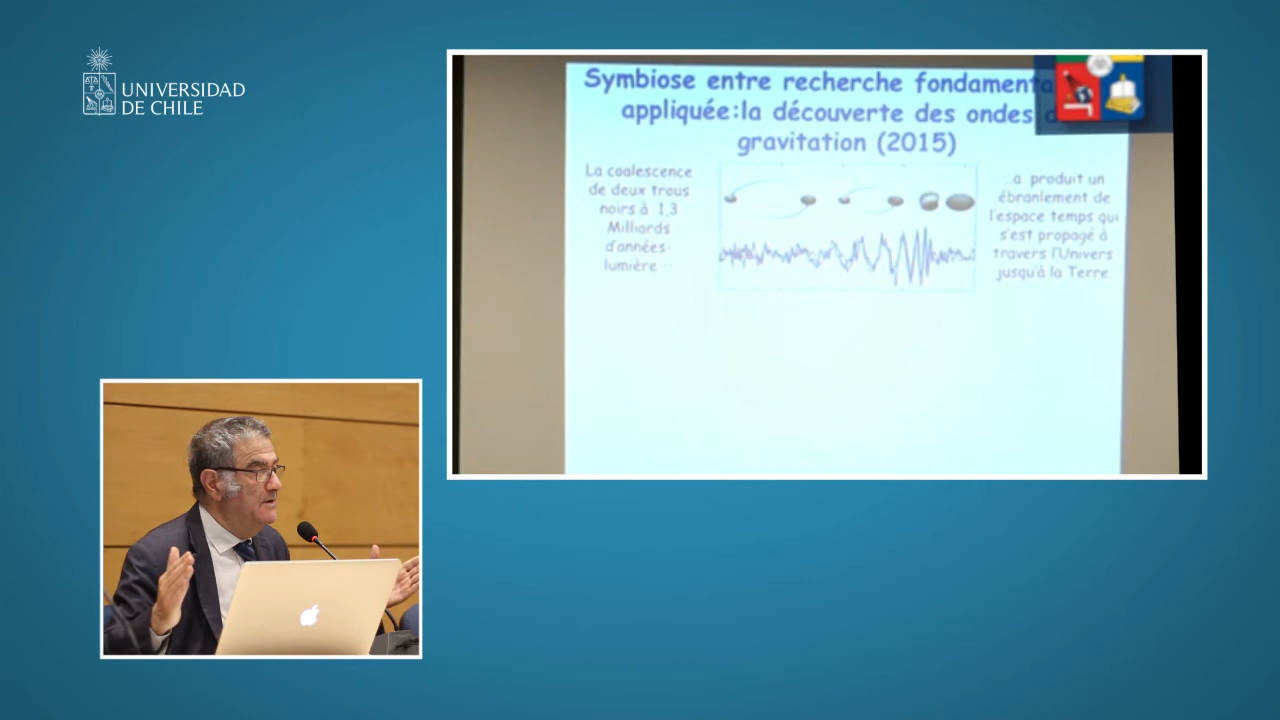 UNIVERSIDAD
DE CHILE
Symbiose entre recherche
appliquée:la découverte des ondes
gravitation (2015)
La coalescence
de deux trous
noirs à 1,3
Milliards
d'années-
lumière...
..a produit un
ébranlement de
l'espace temps qui
s'est propagé à
travers l'Univers
jusqu'à la Terre